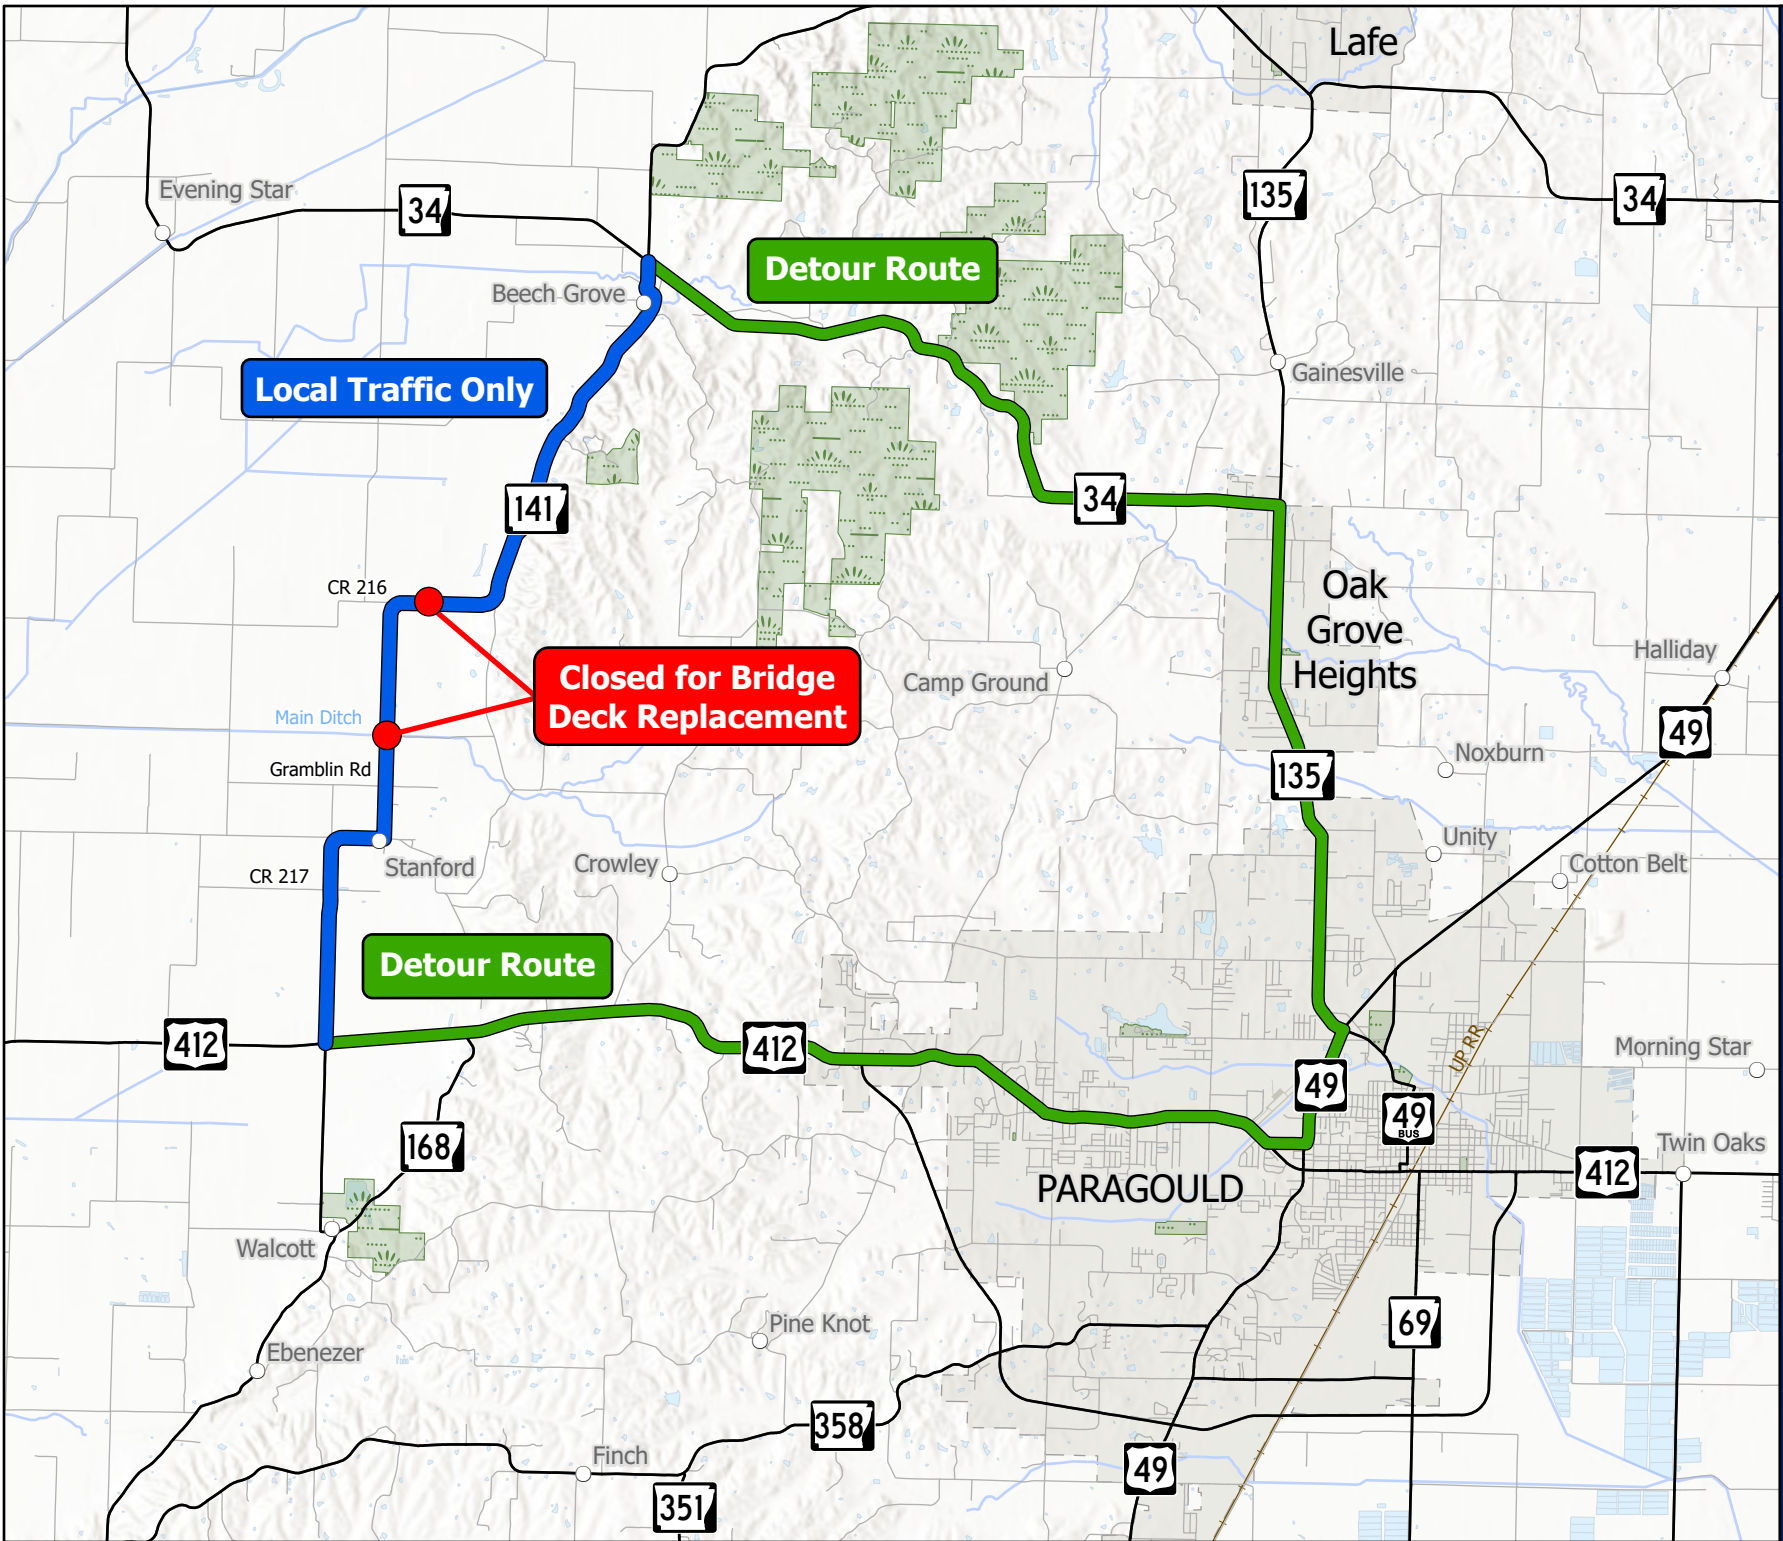 Lafe
Evening Star
34
135
34
Detour Route
Beech Grove
Gainesville
Local Traffic Only
141
34
CR 216
Oak
Grove
Heights
Halliday
Closed for Bridge
Deck Replacement
Camp Ground
Main Ditch
49
Noxburn
Gramblin Rd
135
Unity
Stanford
Crowley
Cotton Belt
CR 217
Detour Route
412
412
UP RR
Morning Star
49
49
BUS
168
Twin Oaks
412
PARAGOULD
Walcott
Pine Knot
69
Ebenezer
358
Finch
49
351